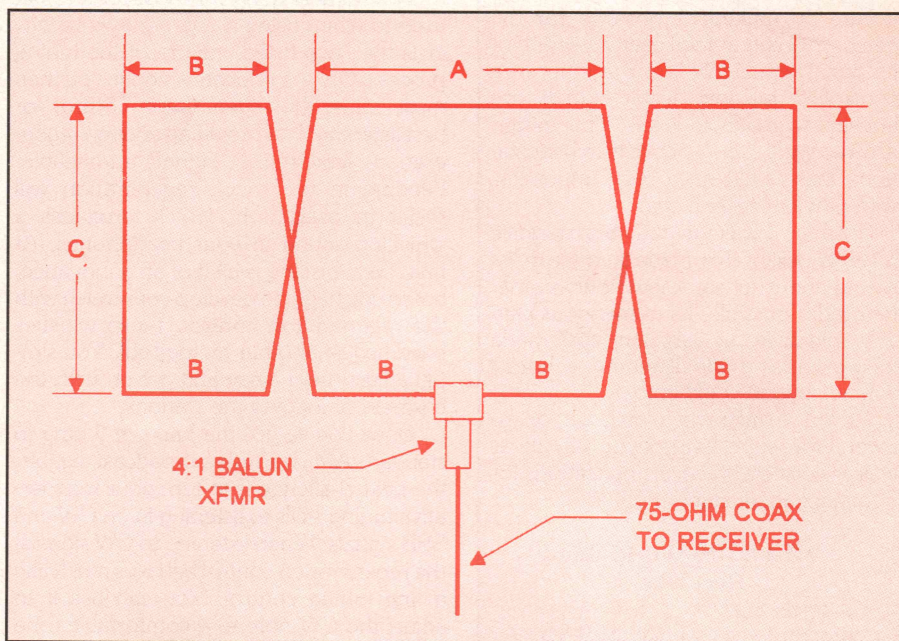 B A B
C C
B B B B
4:1 BALUN
XFMR
75-OHM COAX
TO RECEIVER